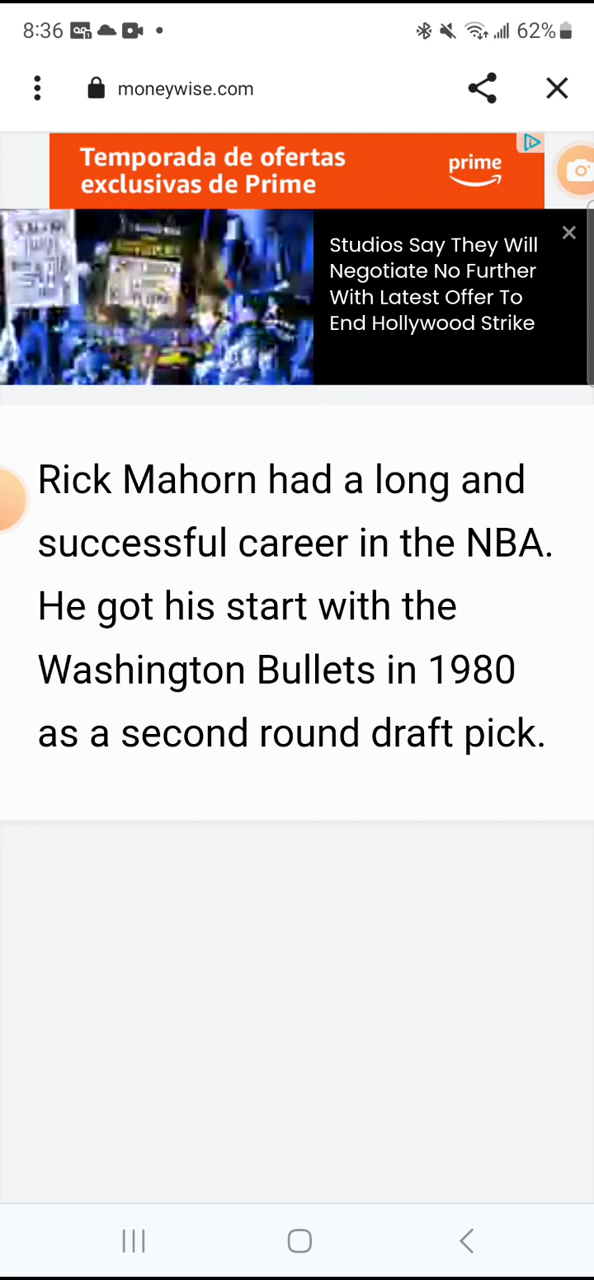 8:36
62%
moneywise.com
Temporada de ofertas
exclusivas de Prime
prime
Studios Say They Will
Negotiate No Further
With Latest Offer To
End Hollywood Strike
Rick Mahorn had a long and
successful career in the NBA.
He got his start with the
Washington Bullets in 1980
as a second round draft pick.